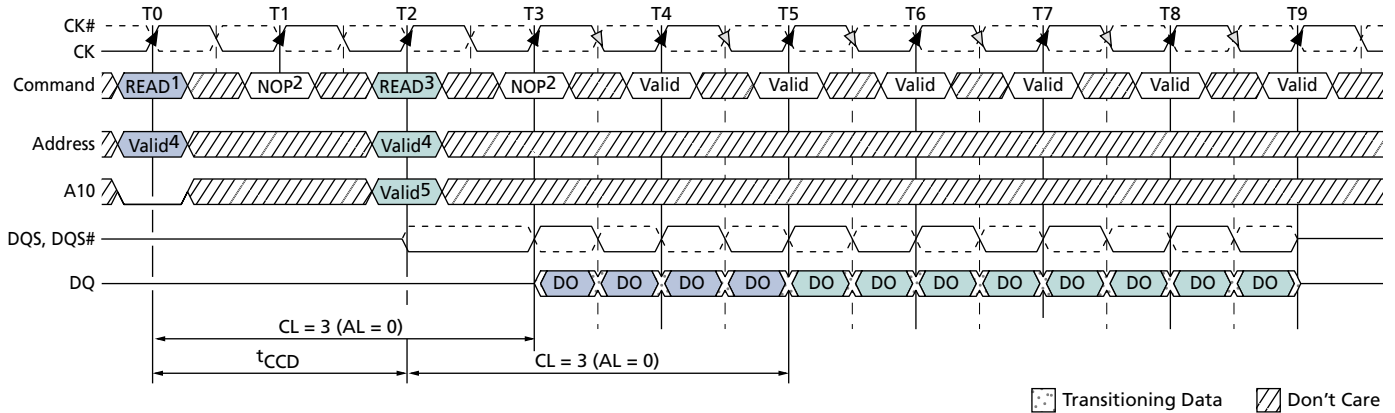 T0 T1 T2 T3 T4 T5 T6 T7 T8 T9
CK#
CK
Command READ1 NOP2 READ3 NOP2 Valid Valid Valid Valid Valid Valid
Address Valid4 Valid4
A10 Valid5
DQS, DQS#
DQ DO DO DO DO DO DO DO DO DO DO DO DO
CL = 3 (AL = 0)
tCCD CL = 3 (AL = 0)
Transitioning Data Don't Care